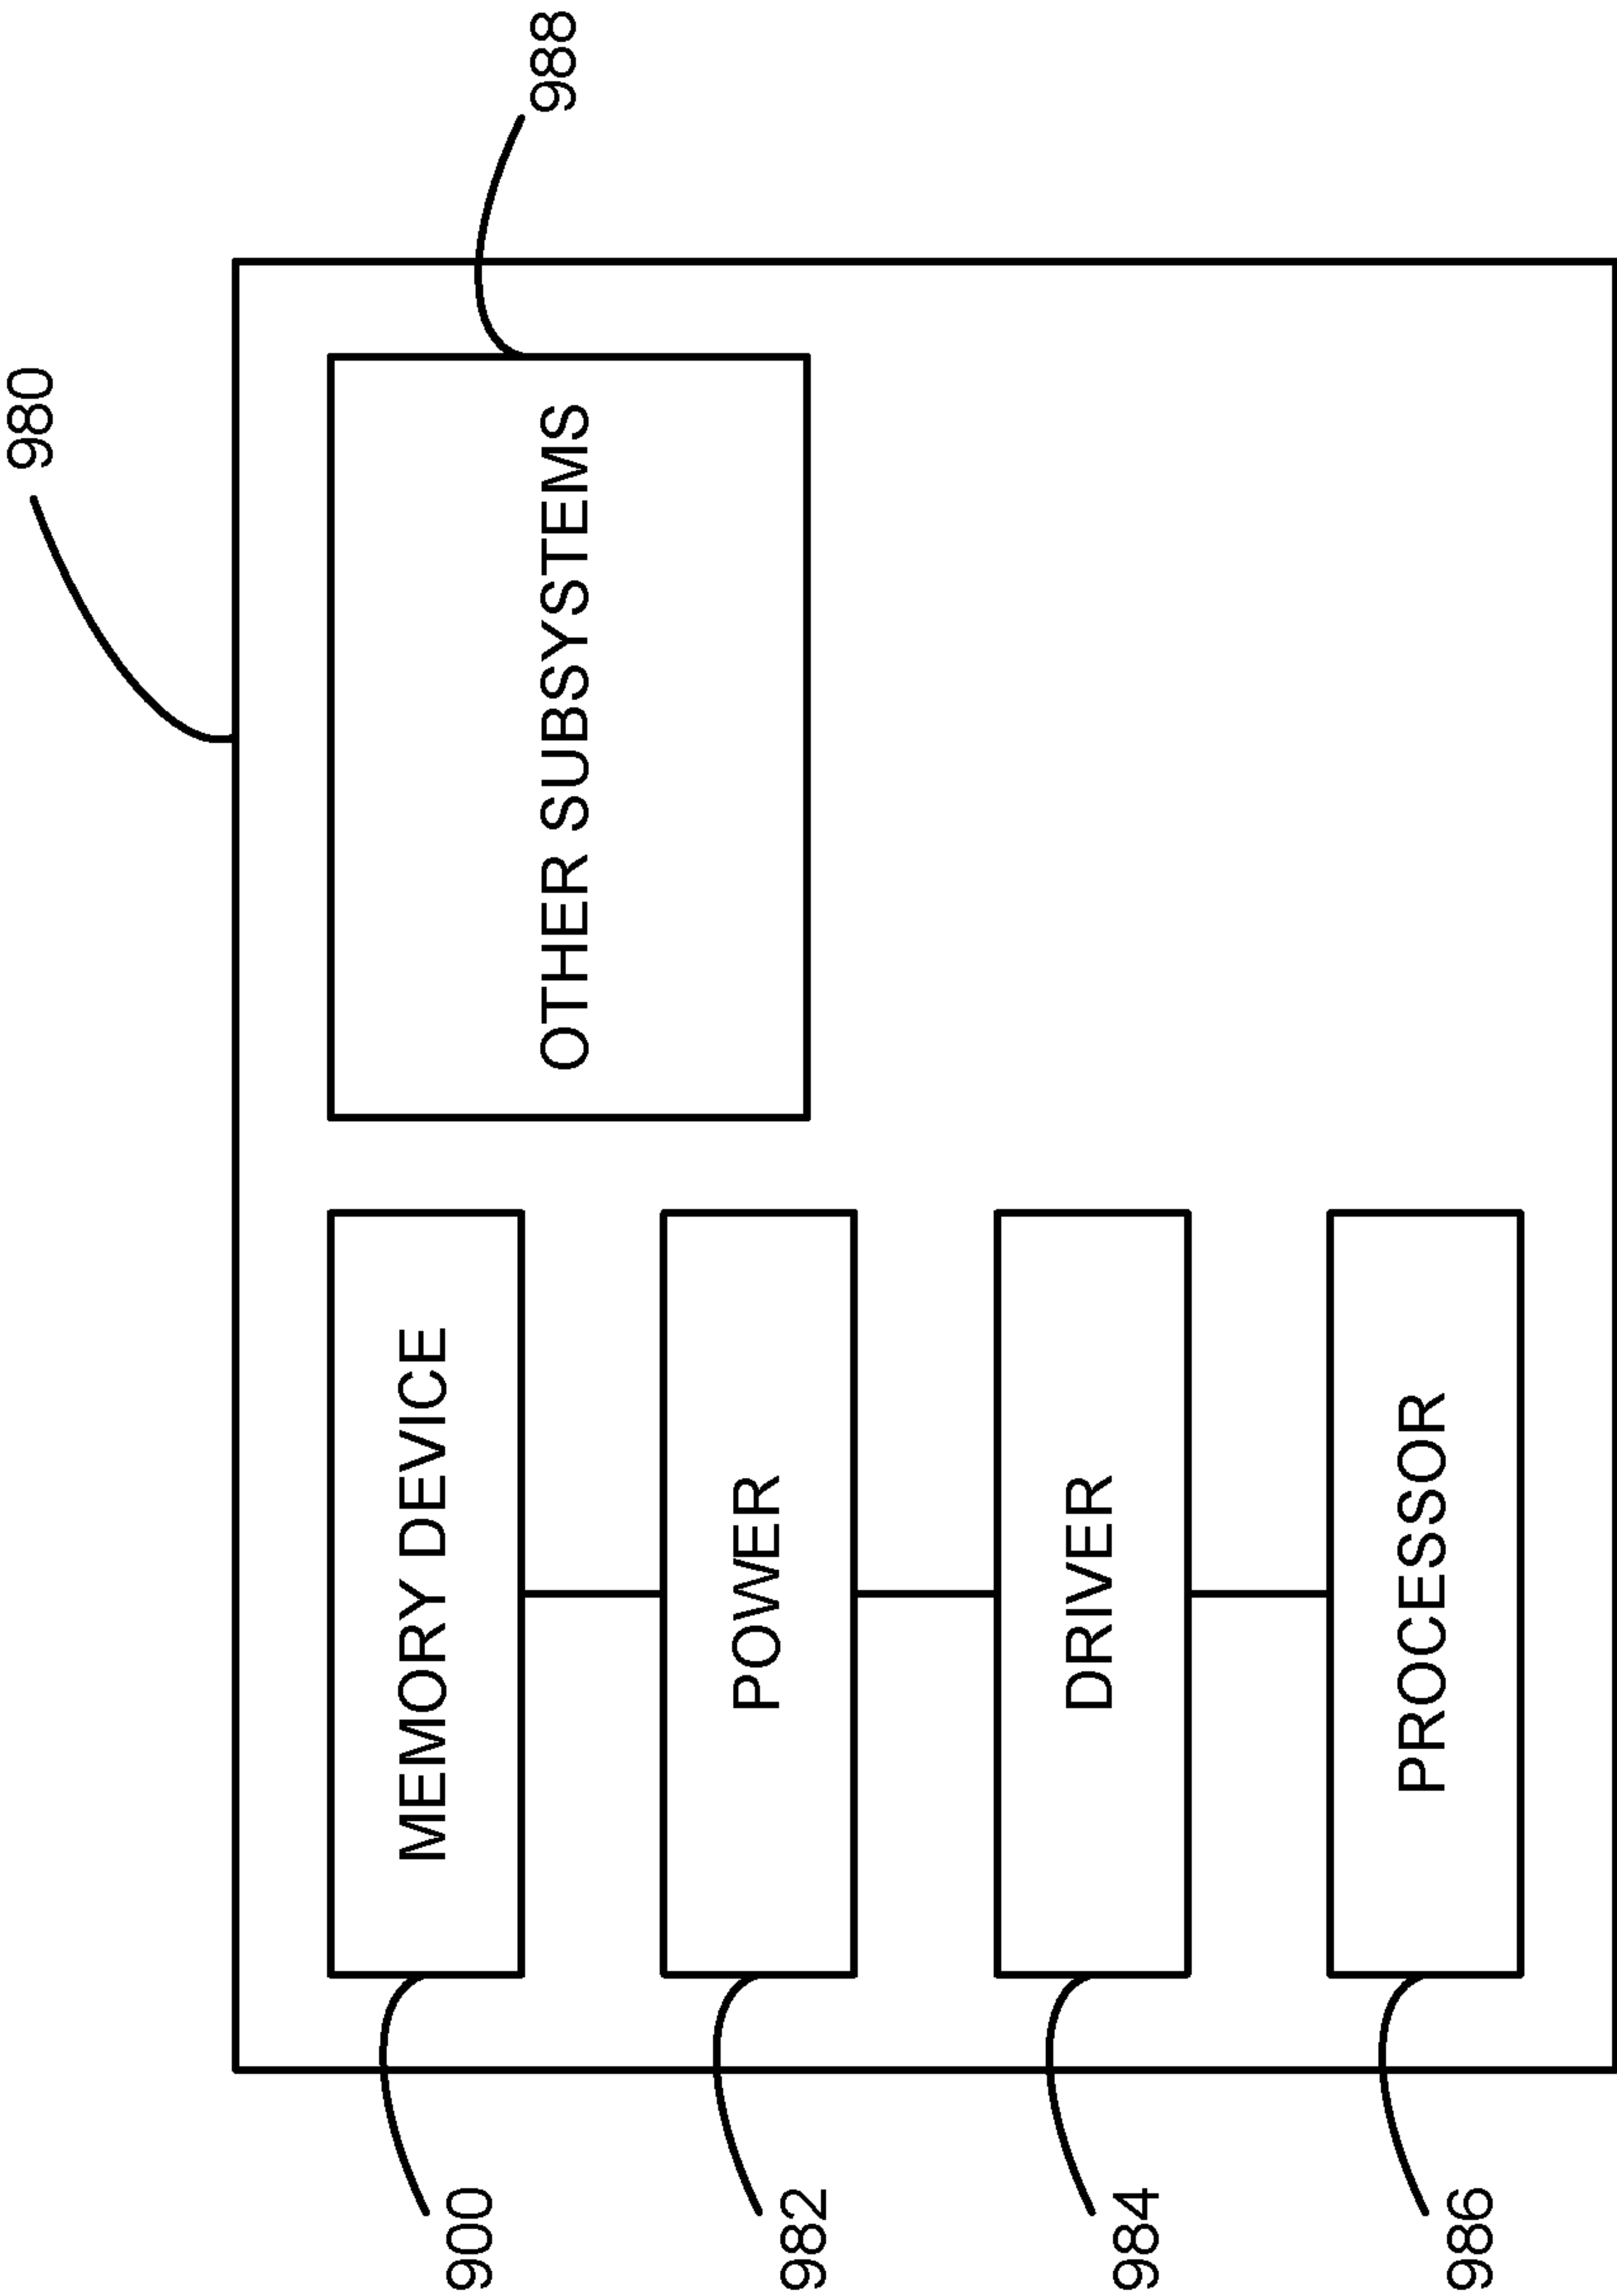 980
900
MEMORY DEVICE
OTHER SUBSYSTEMS
988
982
POWER
984
DRIVER
986
PROCESSOR